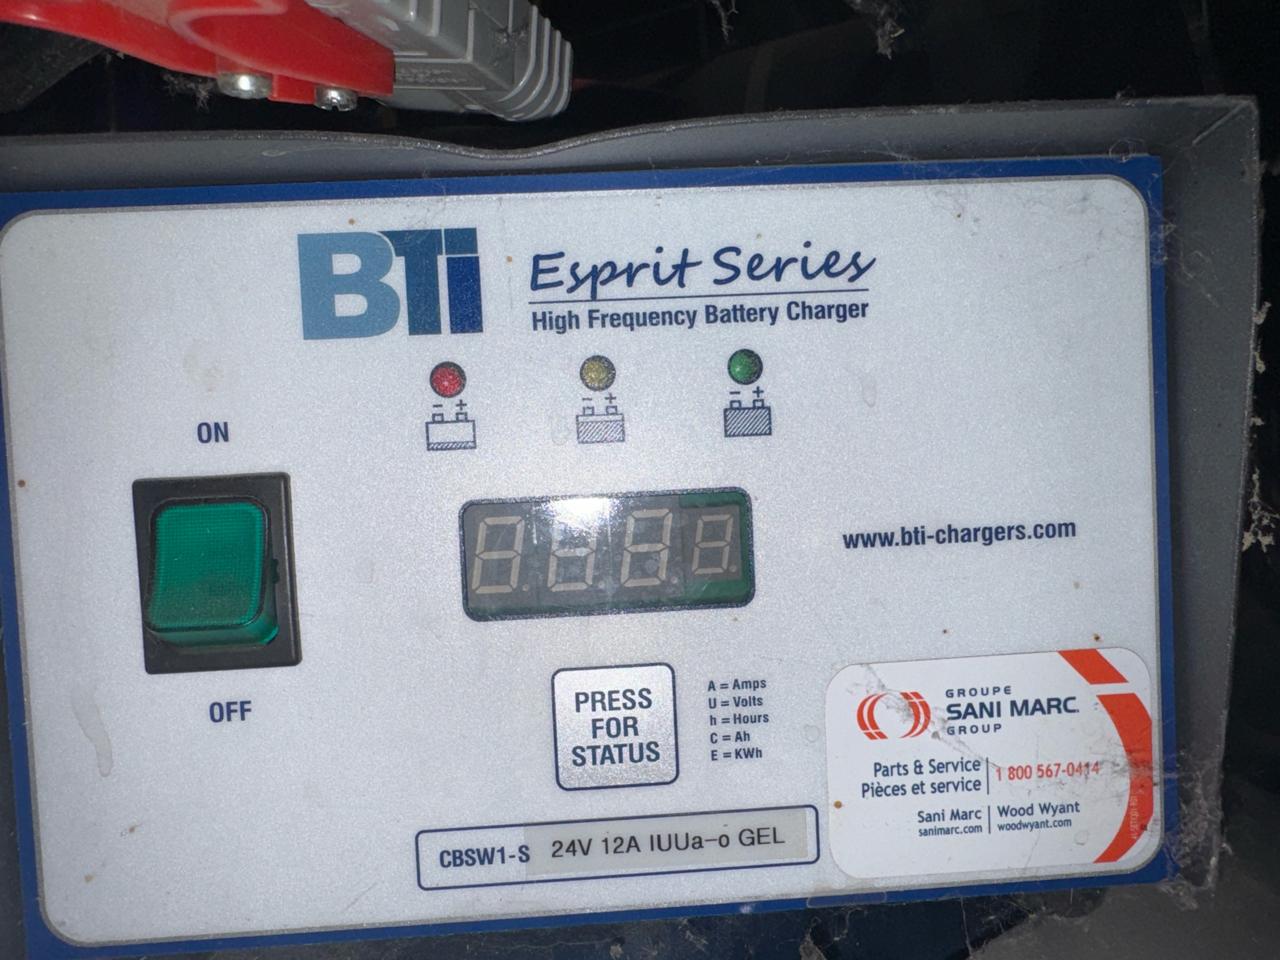 BTi
Esprit Series
High Frequency Battery Charger
- +
- +
- +
ON
OFF
www.bti-chargers.com
PRESS
FOR
STATUS
A = Amps
U = Volts
h = Hours
C = Ah
E = KWh
CBSW1-S 24V 12A IUUa-o GEL
GROUPE
SANI MARC
GROUP
Parts & Service
Pièces et service
1 800 567-0414
Sani Marc
sanimarc.com
Wood Wyant
woodwyant.com